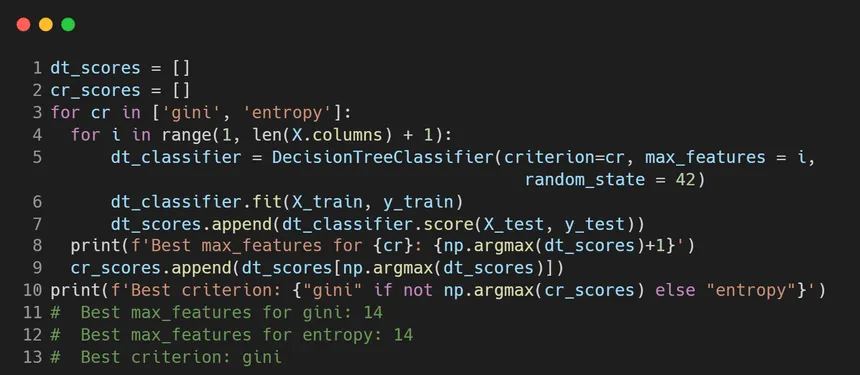 1 dt_scores = []
2 cr_scores = []
3 for cr in ['gini', 'entropy']:
4   for i in range(1, len(X.columns) + 1):
5       dt_classifier = DecisionTreeClassifier(criterion=cr, max_features = i,
                                               random_state = 42)
6       dt_classifier.fit(X_train, y_train)
7       dt_scores.append(dt_classifier.score(X_test, y_test))
8   print(f'Best max_features for {cr}: {np.argmax(dt_scores)+1}')
9   cr_scores.append(dt_scores[np.argmax(dt_scores)])
10 print(f'Best criterion: {"gini" if not np.argmax(cr_scores) else "entropy"}')
11 #  Best max_features for gini: 14
12 #  Best max_features for entropy: 14
13 #  Best criterion: gini